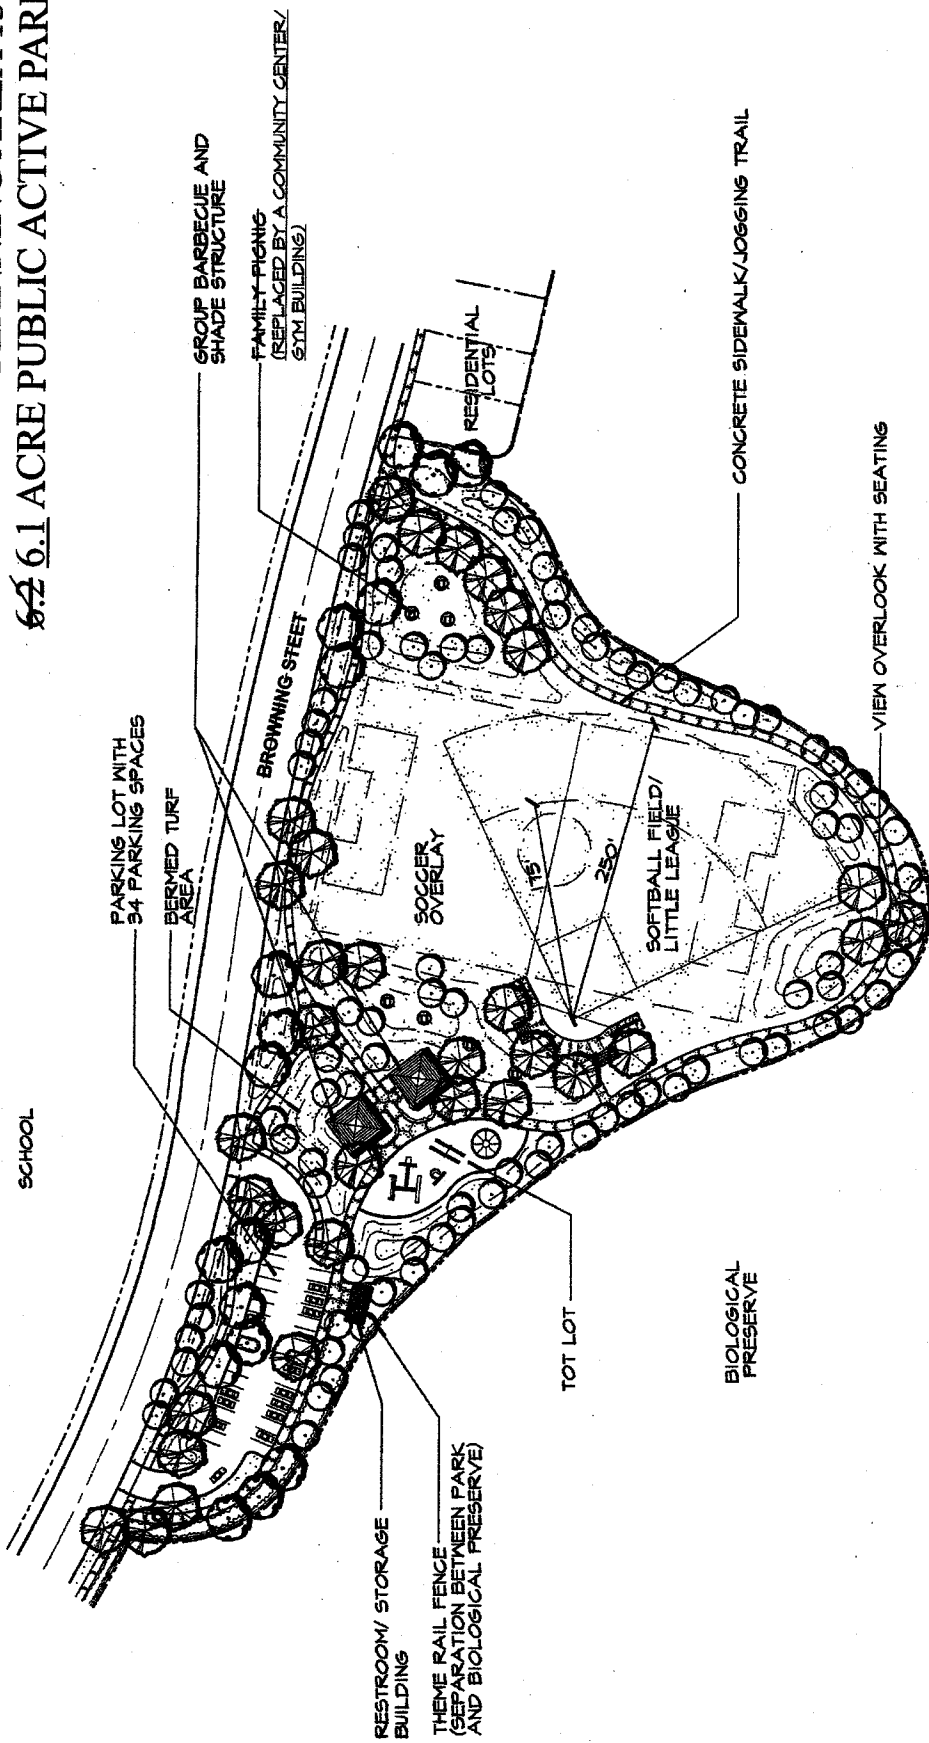 6.2 6.1 ACRE PUBLIC ACTIVE PAR
PARKING LOT WITH
34 PARKING SPACES
BERMED TURF
AREA
GROUP BARBECUE AND
SHADE STRUCTURE
FAMILY PICNIC
(REPLACED BY A COMMUNITY CENTER/
GYM BUILDING)
SCHOOL
BROWNING STEET
RESIDENTIAL
LOTS
SOCCER
OVERLAY
75'
250'
SOFTBALL FIELD/
LITTLE LEAGUE
CONCRETE SIDEWALK/JOGGING TRAIL
VIEW OVERLOOK WITH SEATING
RESTROOM/ STORAGE
BUILDING
THEME RAIL FENCE
(SEPARATION BETWEEN PARK
AND BIOLOGICAL PRESERVE)
TOT LOT
BIOLOGICAL
PRESERVE